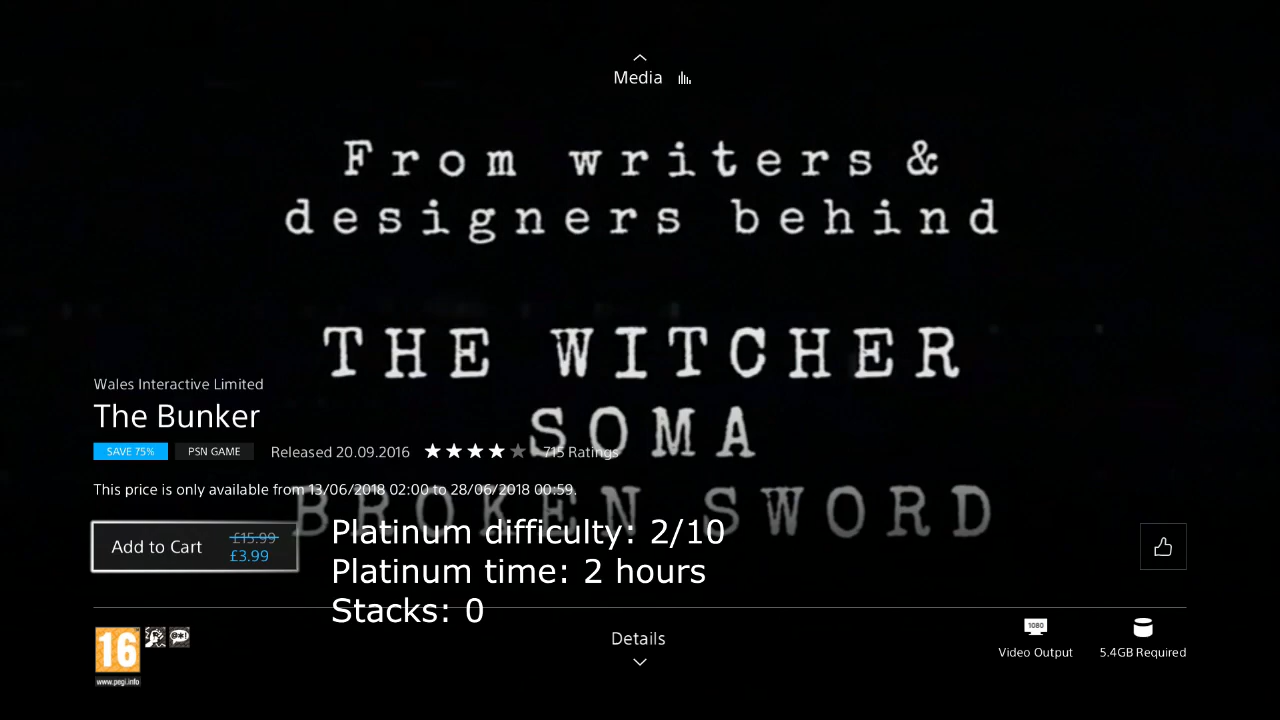 Media
From writers &
designers behind
THE WITCHER
SOMA
BROKEN SWORD
Wales Interactive Limited
The Bunker
SAVE 75%
PSN GAME
Released 20.09.2016
715 Ratings
This price is only available from 13/06/2018 02:00 to 28/06/2018 00:59.
Add to Cart
£15.99
£3.99
Platinum difficulty: 2/10
Platinum time: 2 hours
Stacks: 0
16
www.pegi.info
Details
1080
Video Output
5.4GB Required